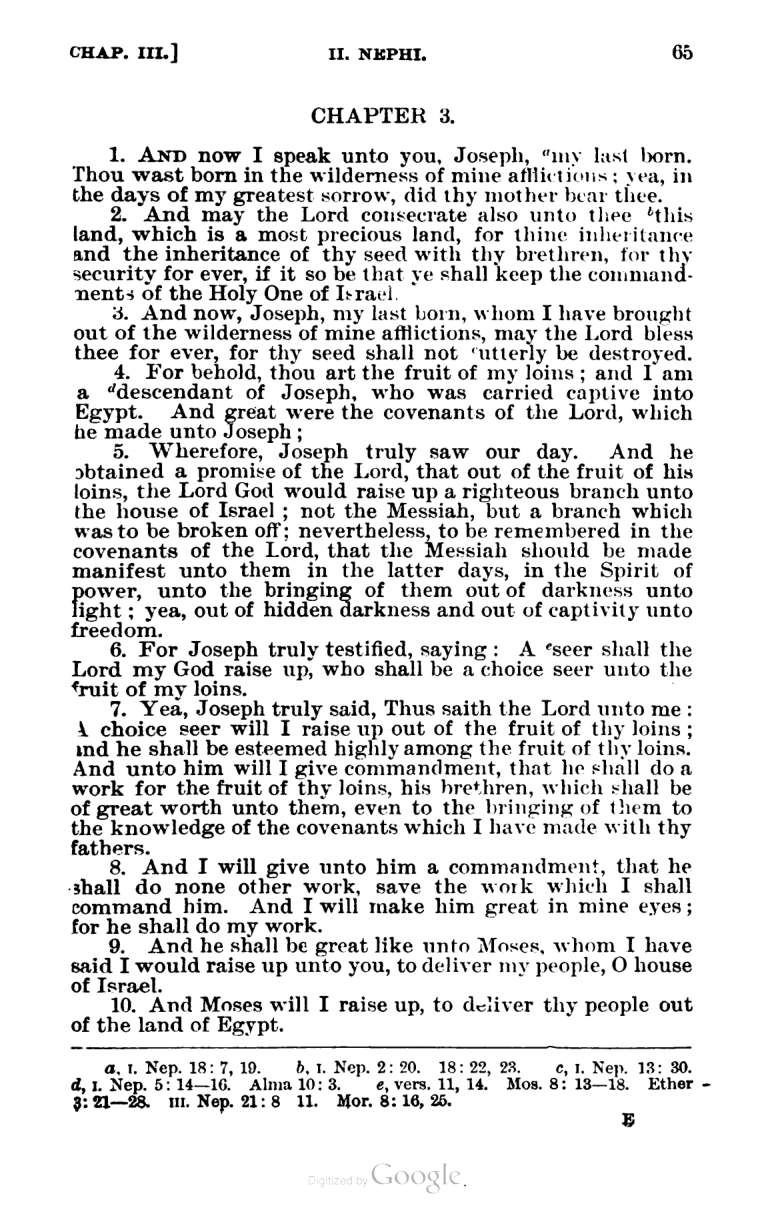 CHAP. III.] II. NEPHI. 65
CHAPTER 3.
1. AND now I speak unto you, Joseph, ᵃmy last born.
Thou wast born in the wilderness of mine afflictions; yea, in
the days of my greatest sorrow, did thy mother bear thee.
2. And may the Lord consecrate also unto thee ᵇthis
land, which is a most precious land, for thine inheritance
and the inheritance of thy seed with thy brethren, for thy
security for ever, if it so be that ye shall keep the command-
ments of the Holy One of Israel.
3. And now, Joseph, my last born, whom I have brought
out of the wilderness of mine afflictions, may the Lord bless
thee for ever, for thy seed shall not ᶜutterly be destroyed.
4. For behold, thou art the fruit of my loins; and I am
a ᵈdescendant of Joseph, who was carried captive into
Egypt. And great were the covenants of the Lord, which
he made unto Joseph;
5. Wherefore, Joseph truly saw our day. And he
obtained a promise of the Lord, that out of the fruit of his
loins, the Lord God would raise up a righteous branch unto
the house of Israel; not the Messiah, but a branch which
was to be broken off; nevertheless, to be remembered in the
covenants of the Lord, that the Messiah should be made
manifest unto them in the latter days, in the Spirit of
power, unto the bringing of them out of darkness unto
light; yea, out of hidden darkness and out of captivity unto
freedom.
6. For Joseph truly testified, saying: A ᵉseer shall the
Lord my God raise up, who shall be a choice seer unto the
fruit of my loins.
7. Yea, Joseph truly said, Thus saith the Lord unto me:
A choice seer will I raise up out of the fruit of thy loins;
and he shall be esteemed highly among the fruit of thy loins.
And unto him will I give commandment, that he shall do a
work for the fruit of thy loins, his brethren, which shall be
of great worth unto them, even to the bringing of them to
the knowledge of the covenants which I have made with thy
fathers.
8. And I will give unto him a commandment, that he
shall do none other work, save the work which I shall
command him. And I will make him great in mine eyes;
for he shall do my work.
9. And he shall be great like unto Moses, whom I have
said I would raise up unto you, to deliver my people, O house
of Israel.
10. And Moses will I raise up, to deliver thy people out
of the land of Egypt.
a, I. Nep. 18: 7, 19. b, I. Nep. 2: 20. 18: 22, 23. c, I. Nep. 13: 30.
d, I. Nep. 5: 14—16. Alma 10: 3. e, vers. 11, 14. Mos. 8: 13—18. Ether
3: 21—28. III. Nep. 21: 8 11. Mor. 8: 16, 25.
E
Digitized by Google